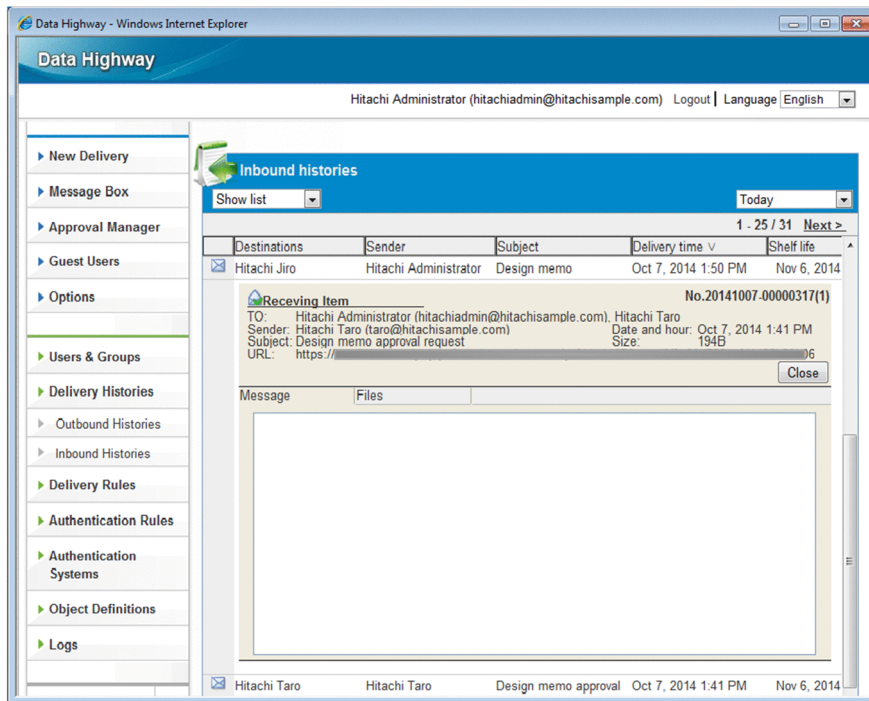 Data Highway - Windows Internet Explorer
Data Highway
Hitachi Administrator (hitachiadmin@hitachisample.com) Logout | Language English
New Delivery
Message Box
Approval Manager
Guest Users
Options
Users & Groups
Delivery Histories
Outbound Histories
Inbound Histories
Delivery Rules
Authentication Rules
Authentication
Systems
Object Definitions
Logs
Inbound histories
Show list Today
1 - 25 / 31 Next >
Destinations Sender Subject Delivery time Shelf life
Hitachi Jiro Hitachi Administrator Design memo Oct 7, 2014 1:50 PM Nov 6, 2014
Receving Item No.20141007-00000317(1)
TO: Hitachi Administrator (hitachiadmin@hitachisample.com), Hitachi Taro
Sender: Hitachi Taro (taro@hitachisample.com) Date and hour: Oct 7, 2014 1:41 PM
Subject: Design memo approval request Size: 194B
URL: https:// 06
Close
Message Files
Hitachi Taro Hitachi Taro Design memo approval Oct 7, 2014 1:41 PM Nov 6, 2014